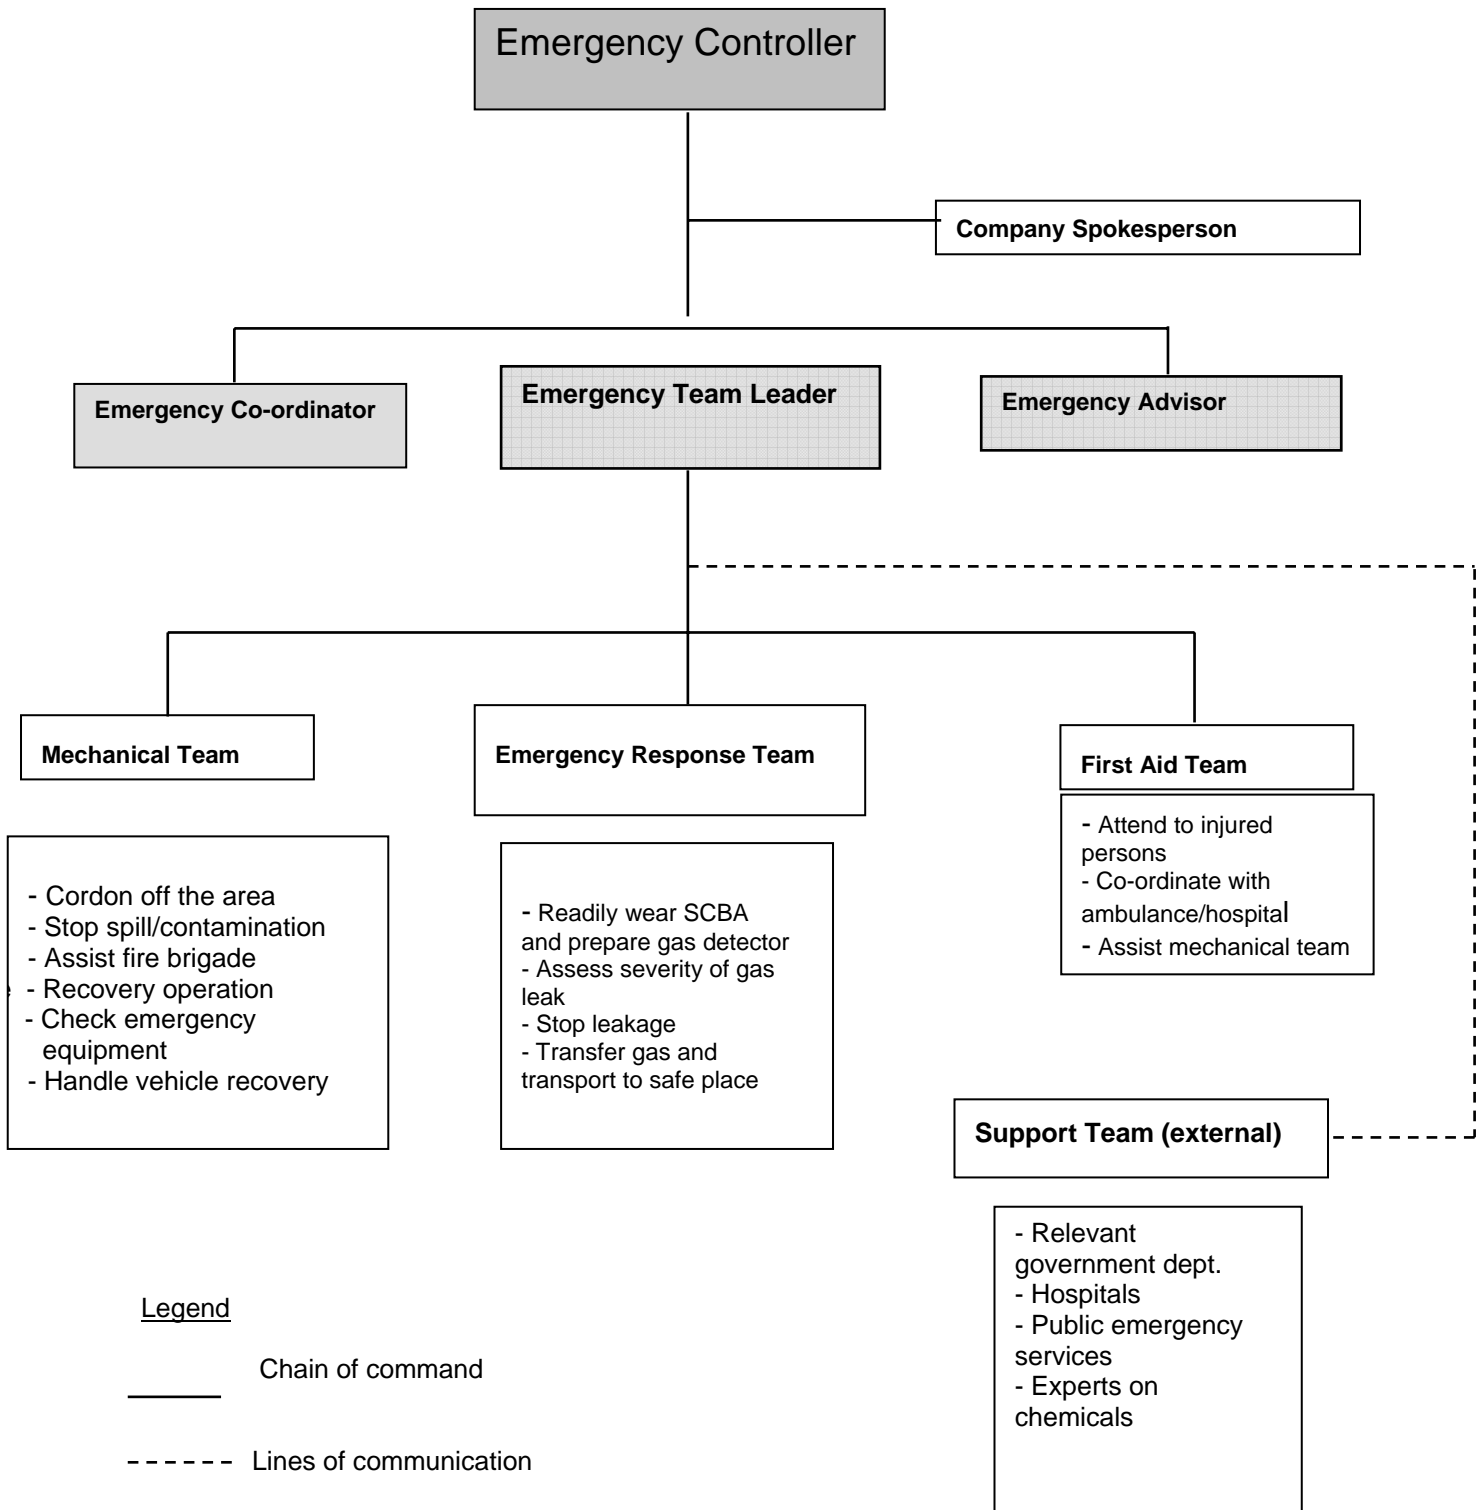 Emergency Controller
Company Spokesperson
Emergency Co-ordinator
Emergency Team Leader
Emergency Advisor
Mechanical Team
Emergency Response Team
First Aid Team
- Cordon off the area
- Stop spill/contamination
- Assist fire brigade
- Recovery operation
- Check emergency
equipment
- Handle vehicle recovery
- Readily wear SCBA
and prepare gas detector
- Assess severity of gas
leak
- Stop leakage
- Transfer gas and
transport to safe place
- Attend to injured
persons
- Co-ordinate with
ambulance/hospital
- Assist mechanical team
Support Team (external)
- Relevant
government dept.
- Hospitals
- Public emergency
services
- Experts on
chemicals
Legend
Chain of command
Lines of communication